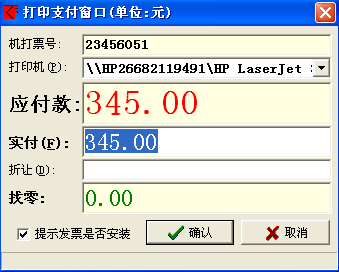 打印支付窗口(单位:元)
机打票号: 23456051
打印机(P): \\HP26682119491\HP LaserJet
应付款: 345.00
实付(F): 345.00
折让(D):
找零: 0.00
提示发票是否安装 确认 取消